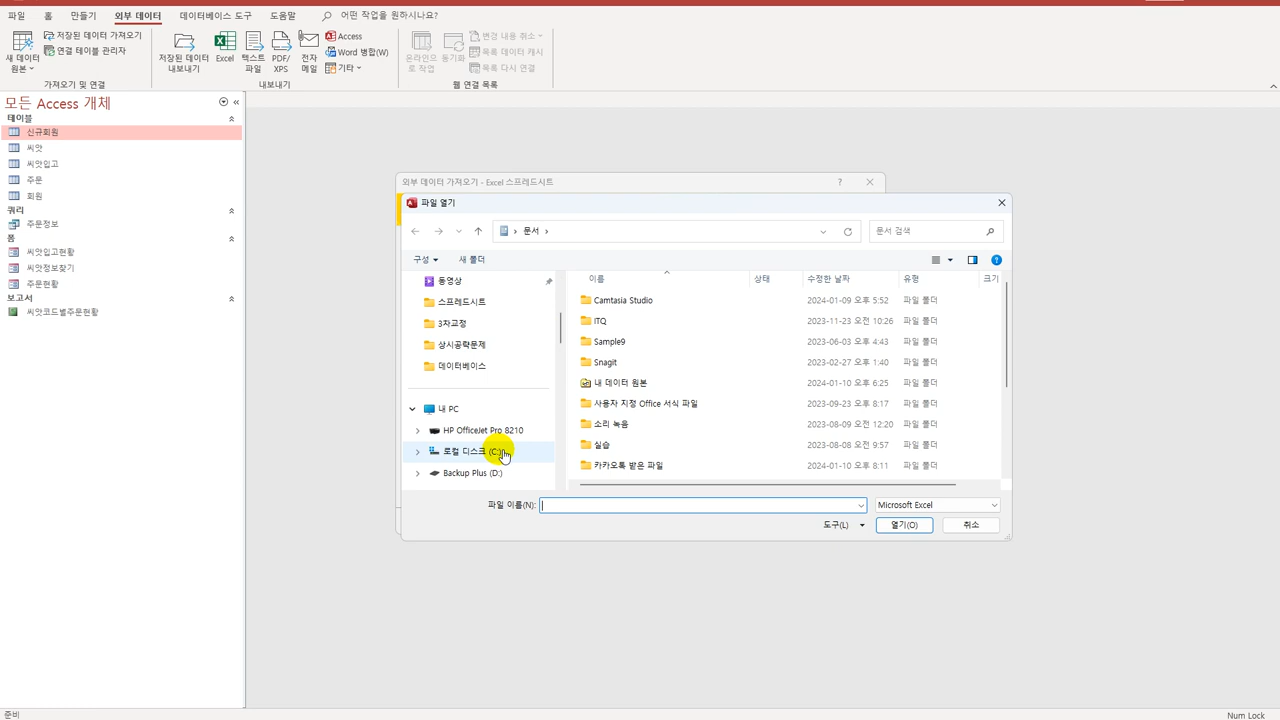 파일 홈 만들기 외부 데이터 데이터베이스 도구 도움말 어떤 작업을 원하시나요?
새 데이터
원본
저장된 데이터 가져오기
연결 테이블 관리자
가져오기 및 연결
저장된 데이터
내보내기
Excel
텍스트
파일
PDF/
XPS
전자
메일
Access
Word 병합(W)
기타
내보내기
온라인으
로 작업
동기화
변경 내용 취소
목록 데이터 캐시
목록 다시 연결
웹 연결 목록
모든 Access 개체
테이블
신규회원
씨앗
씨앗입고
주문
회원
쿼리
주문정보
폼
씨앗입고현황
씨앗정보찾기
주문현황
보고서
씨앗코드별주문현황
외부 데이터 가져오기 - Excel 스프레드시트 ?
파일 열기
문서
문서 검색
구성 새 폴더
동영상
스프레드시트
3차교정
상시공략문제
데이터베이스
내 PC
HP OfficeJet Pro 8210
로컬 디스크 (C:)
Backup Plus (D:)
이름 상태 수정한 날짜 유형 크기
Camtasia Studio 2024-01-09 오후 5:52 파일 폴더
ITQ 2023-11-23 오전 10:26 파일 폴더
Sample9 2023-06-03 오후 4:43 파일 폴더
Snagit 2023-02-27 오후 1:40 파일 폴더
내 데이터 원본 2024-01-10 오후 6:25 파일 폴더
사용자 지정 Office 서식 파일 2023-09-23 오후 8:17 파일 폴더
소리 녹음 2023-08-09 오전 12:20 파일 폴더
실습 2023-08-08 오전 9:57 파일 폴더
카카오톡 받은 파일 2024-01-10 오후 8:11 파일 폴더
파일 이름(N): Microsoft Excel
도구(L) 열기(O) 취소
준비 Num Lock